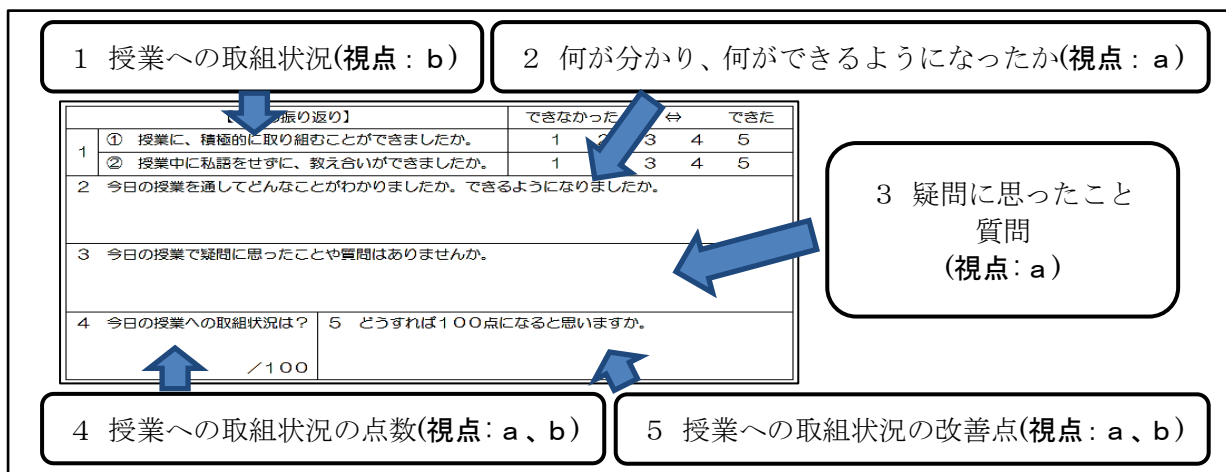 1 授業への取組状況(視点：b)
2 何が分かり、何ができるようになったか(視点：a)
振り返り】 できなかった ⇔ できた
1
① 授業に、積極的に取り組むことができましたか。 1 2 3 4 5
② 授業中に私語をせずに、教え合いができましたか。 1 3 4 5
2 今日の授業を通してどんなことがわかりましたか。できるようになりましたか。
3 今日の授業で疑問に思ったことや質問はありませんか。
4 今日の授業への取組状況は？
／100
5 どうすれば100点になると思いますか。
3 疑問に思ったこと
質問
(視点：a)
4 授業への取組状況の点数(視点：a、b)
5 授業への取組状況の改善点(視点：a、b)